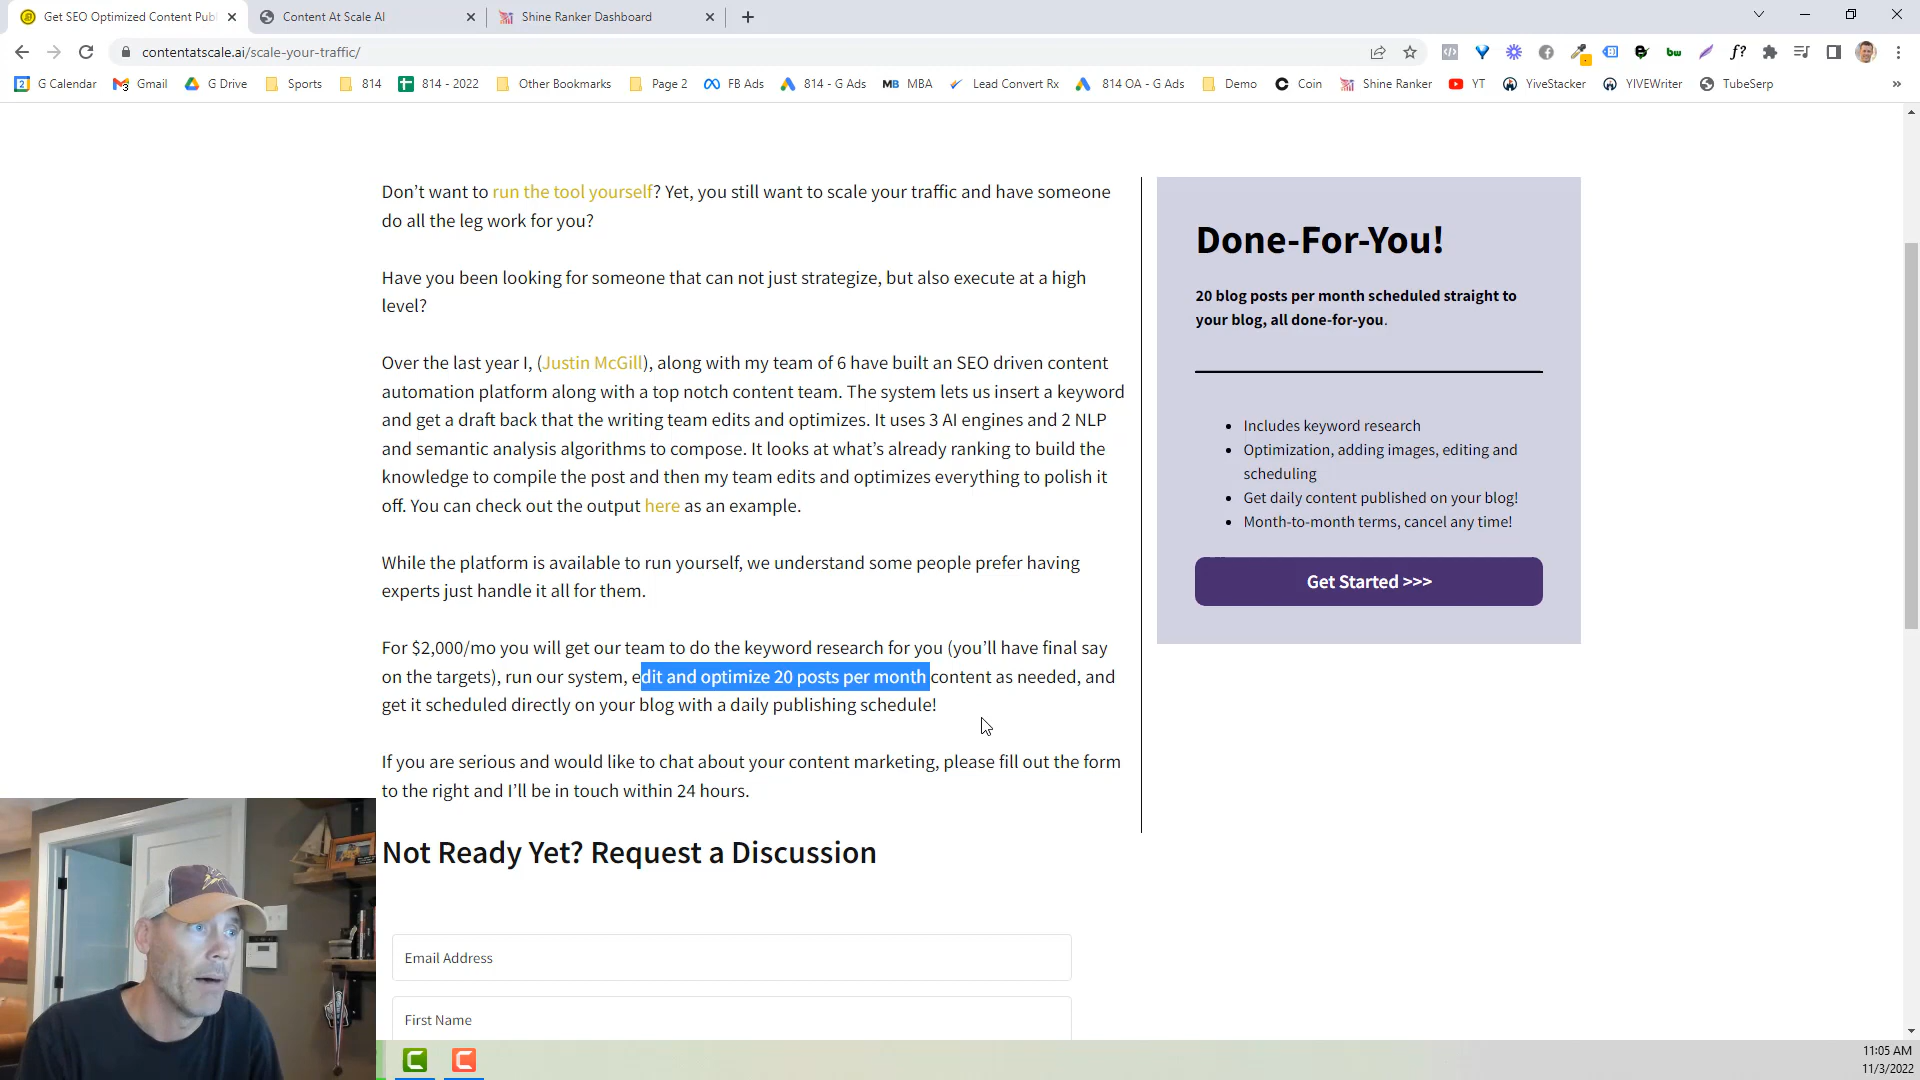 Get SEO Optimized Content Pub
Content At Scale AI
Shine Ranker Dashboard
contentatscale.ai/scale-your-traffic/
G Calendar
Gmail
G Drive
Sports
814
814 - 2022
Other Bookmarks
Page 2
FB Ads
814 - G Ads
MB MBA
Lead Convert Rx
814 OA - G Ads
Demo
Coin
Shine Ranker
YT
YiveStacker
YIVEWriter
TubeSerp
Don't want to run the tool yourself? Yet, you still want to scale your traffic and have someone
do all the leg work for you?
Have you been looking for someone that can not just strategize, but also execute at a high
level?
Over the last year I, (Justin McGill), along with my team of 6 have built an SEO driven content
automation platform along with a top notch content team. The system lets us insert a keyword
and get a draft back that the writing team edits and optimizes. It uses 3 AI engines and 2 NLP
and semantic analysis algorithms to compose. It looks at what's already ranking to build the
knowledge to compile the post and then my team edits and optimizes everything to polish it
off. You can check out the output here as an example.
While the platform is available to run yourself, we understand some people prefer having
experts just handle it all for them.
For $2,000/mo you will get our team to do the keyword research for you (you'll have final say
on the targets), run our system, edit and optimize 20 posts per month content as needed, and
get it scheduled directly on your blog with a daily publishing schedule!
If you are serious and would like to chat about your content marketing, please fill out the form
to the right and I'll be in touch within 24 hours.
Not Ready Yet? Request a Discussion
Email Address
First Name
Done-For-You!
20 blog posts per month scheduled straight to
your blog, all done-for-you.
Includes keyword research
Optimization, adding images, editing and
scheduling
Get daily content published on your blog!
Month-to-month terms, cancel any time!
Get Started >>>
11:05 AM
11/3/2022